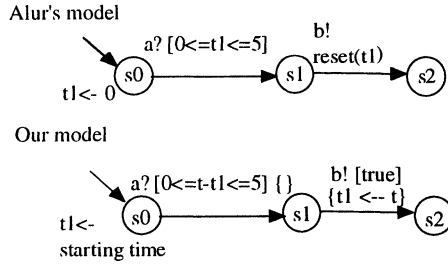 Alur's model
a? [0<=t1<=5]
b!
reset(t1)
s0
s1
s2
t1<- 0
Our model
a? [0<=t-t1<=5] {}
b! [true]
{t1 <-- t}
s0
s1
s2
t1<-
starting time